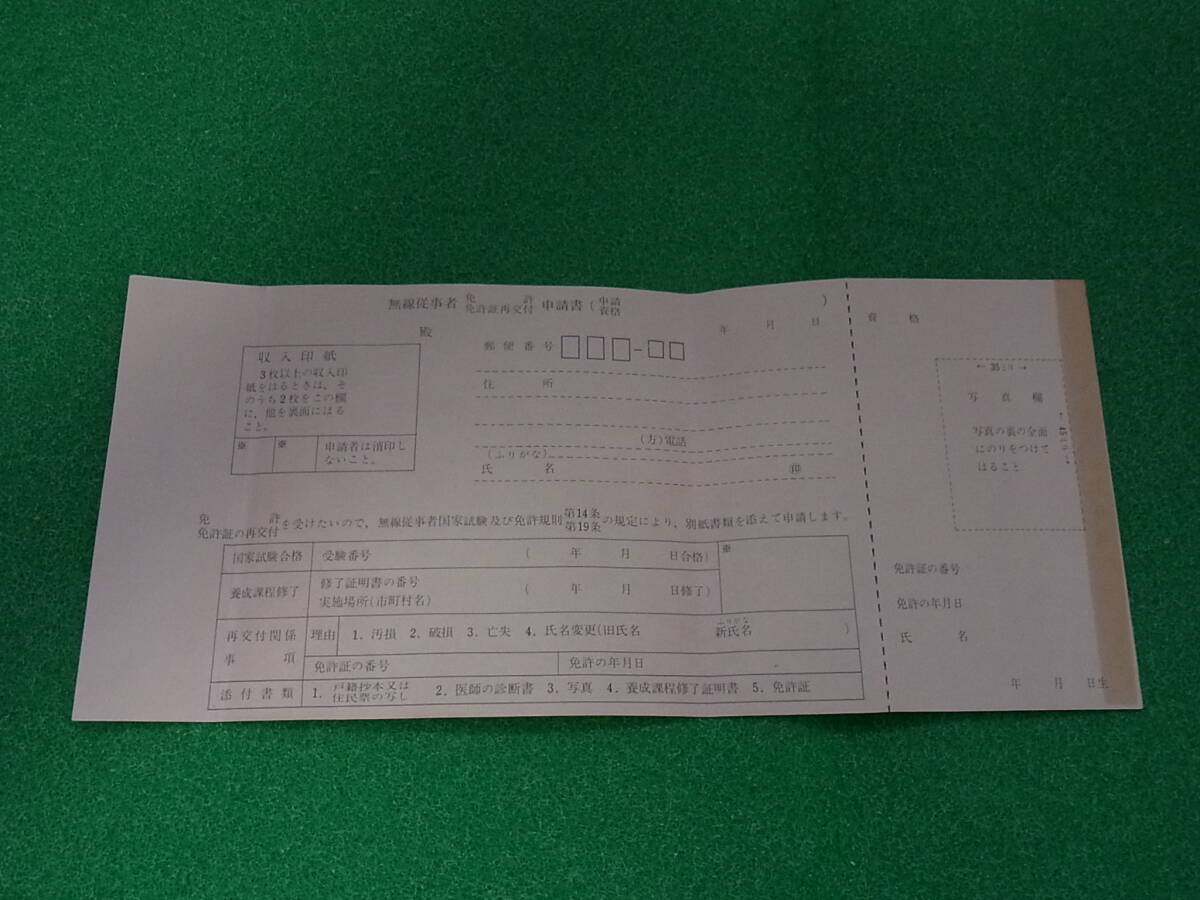 無線従事者 免許 免許証再交付 申請書 (申請資格 )
殿
年 月 日
収入印紙
3枚以上の収入印
紙をはるときは、そ
のうち2枚をこの欄
に、他を裏面にはる
こと。
※ ※ 申請者は消印し
ないこと。
郵便番号 □□□-□□
住 所
(方)電話
(ふりがな)
氏 名 ㊞
免許
免許証の再交付 を受けたいので、無線従事者国家試験及び免許規則 第14条 第19条 の規定により、別紙書類を添えて申請します。
国家試験合格 受験番号 ( 年 月 日合格) ※
養成課程修了 修了証明書の番号
実施場所(市町村名) ( 年 月 日修了)
再交付関係
事 項
理由 1. 汚損 2. 破損 3. 亡失 4. 氏名変更(旧氏名 新氏名 ふりがな )
免許証の番号 免許の年月日
添付書類 1. 戸籍抄本又は 住民票の写し 2. 医師の診断書 3. 写真 4. 養成課程修了証明書 5. 免許証
資 格
← 35ミリ →
写 真 欄
写真の裏の全面
にのりをつけて
はること
←45ミリ→
免許証の番号
免許の年月日
氏 名
年 月 日生